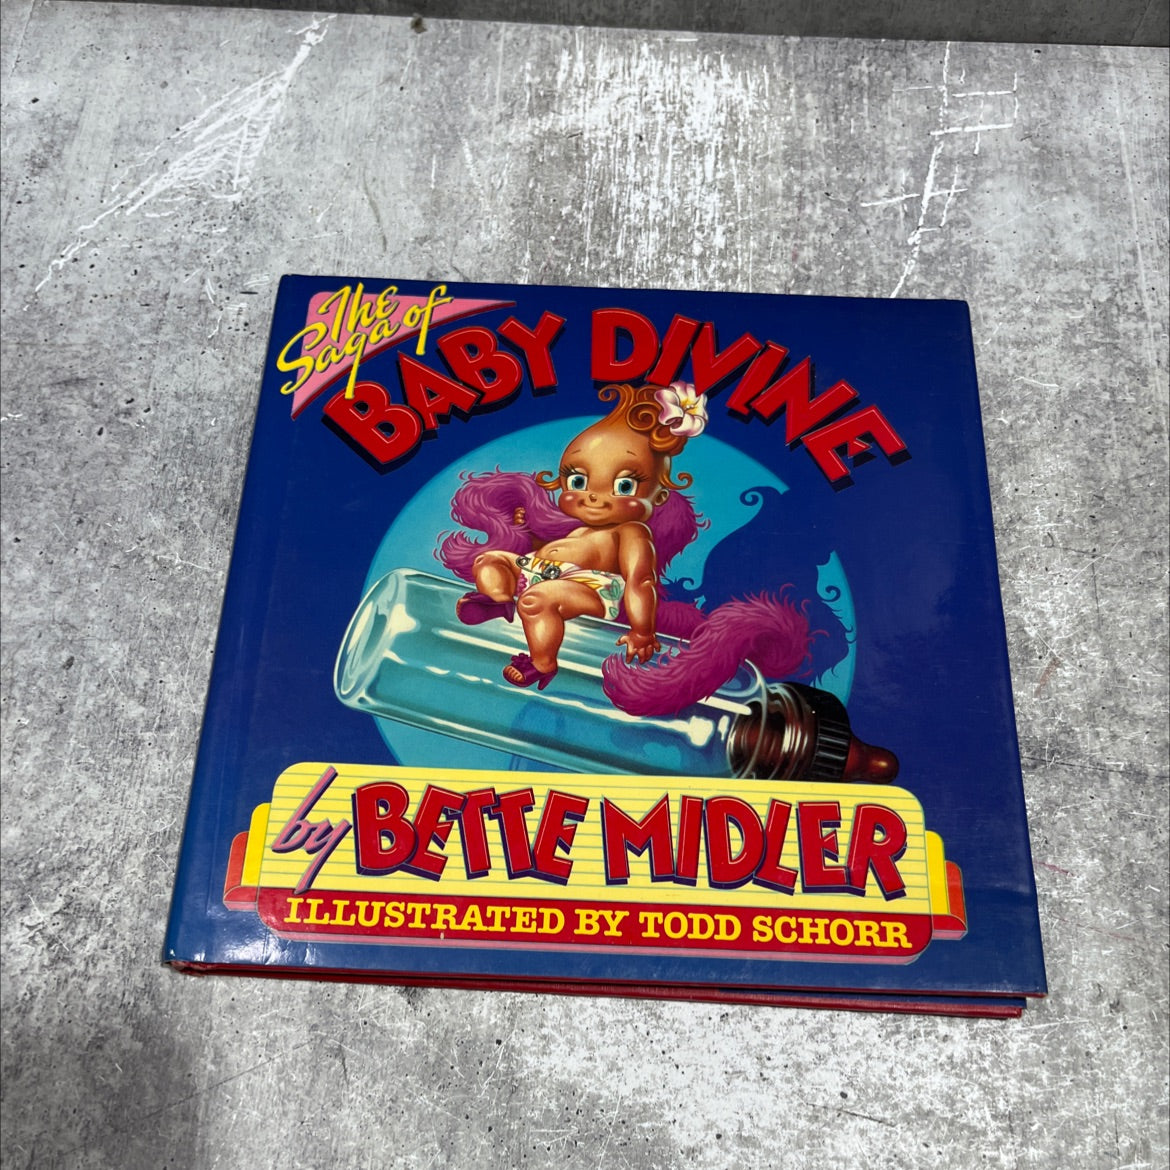 The
Saga of
BABY DIVINE
by BETTE MIDLER
ILLUSTRATED BY TODD SCHORR